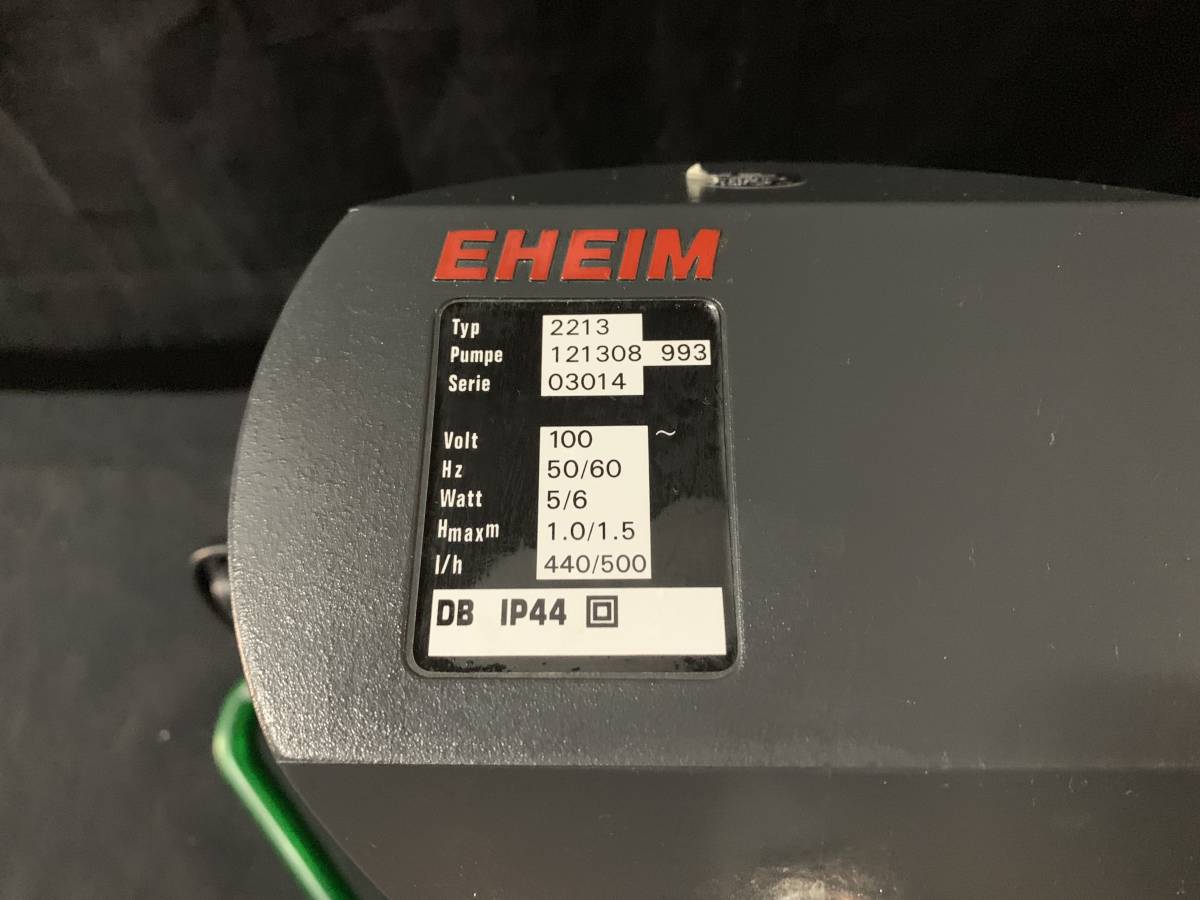 EHEIM
Typ 2213
Pumpe 121308 993
Serie 03014
Volt 100 ~
Hz 50/60
Watt 5/6
Hmaxm 1.0/1.5
l/h 440/500
DB IP44